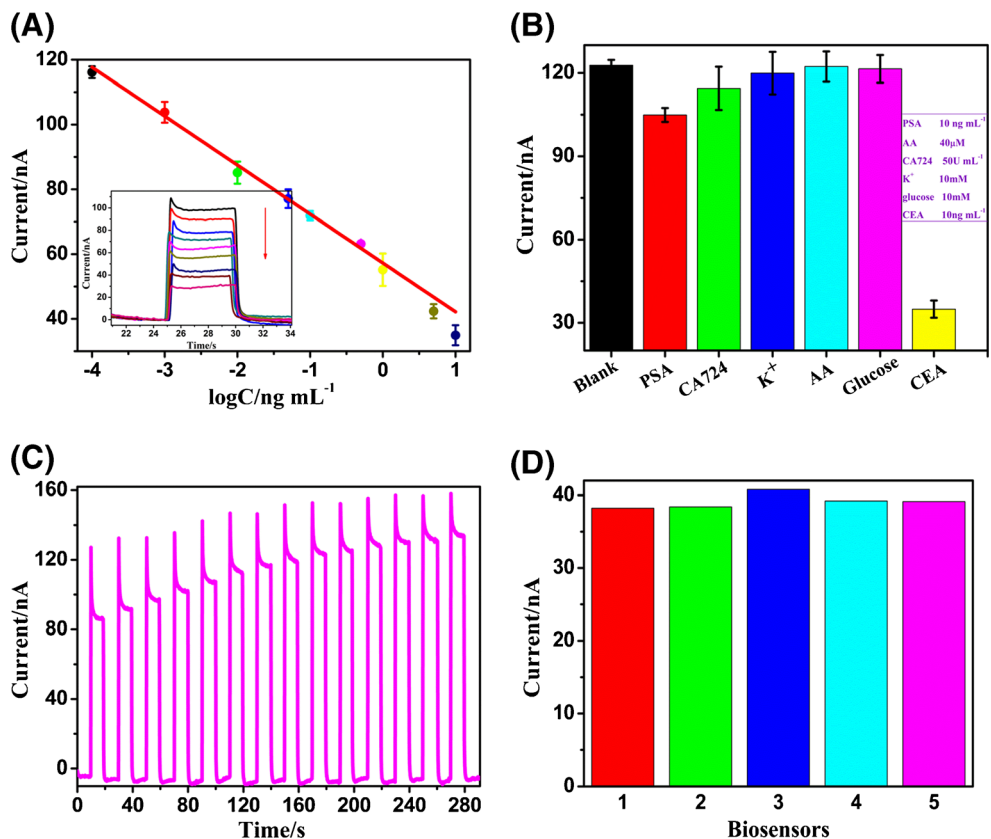 (A)
120
100
80
60
40
Current/nA
-4 -3 -2 -1 0 1
logC/ng mL-1
100
80
60
40
20
0
Current/nA
22 24 26 28 30 32 34
Time/s
(B)
120
90
60
30
Current/nA
Blank PSA CA724 K+ AA Glucose CEA
PSA 10 ng mL-1
AA 40μM
CA724 50U mL-1
K+ 10mM
glucose 10mM
CEA 10ng mL-1
(C)
160
120
80
40
0
Current/nA
0 40 80 120 160 200 240 280
Time/s
(D)
40
30
20
10
0
Current/nA
1 2 3 4 5
Biosensors